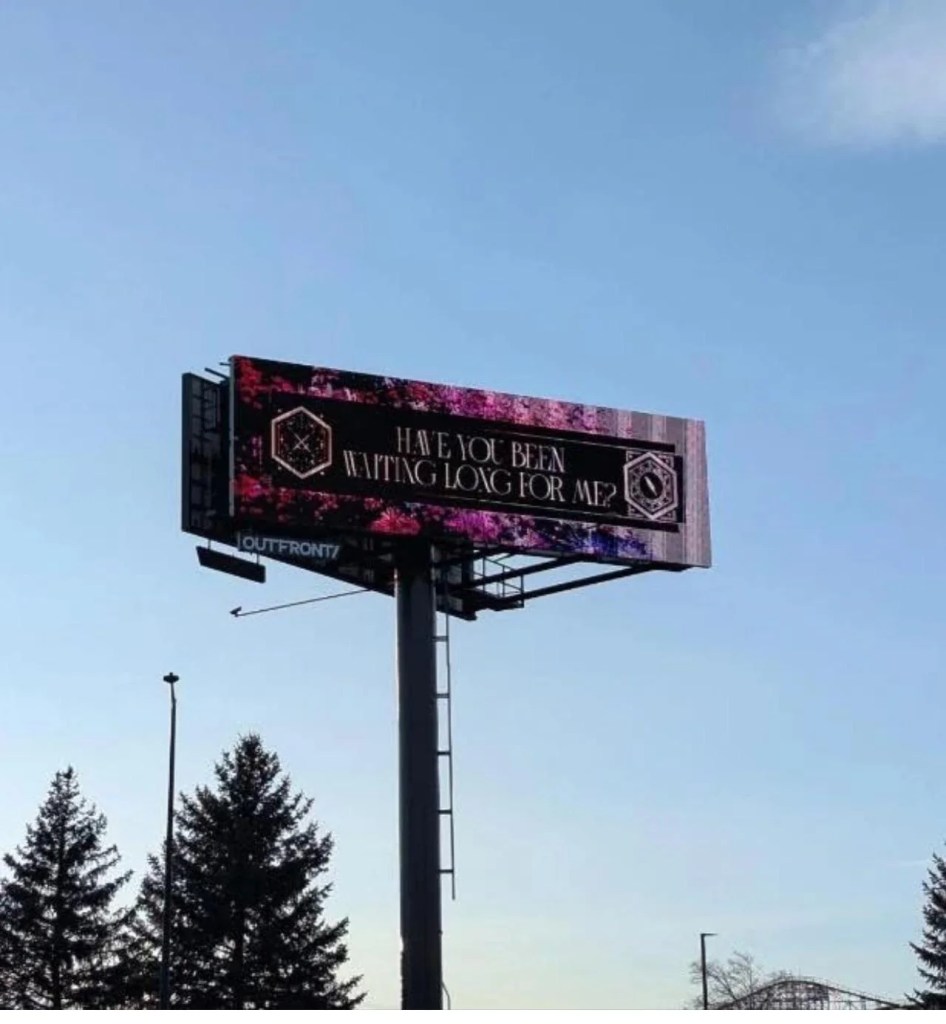 HAVE YOU BEEN
WAITING LONG FOR ME?
OUTFRONT/